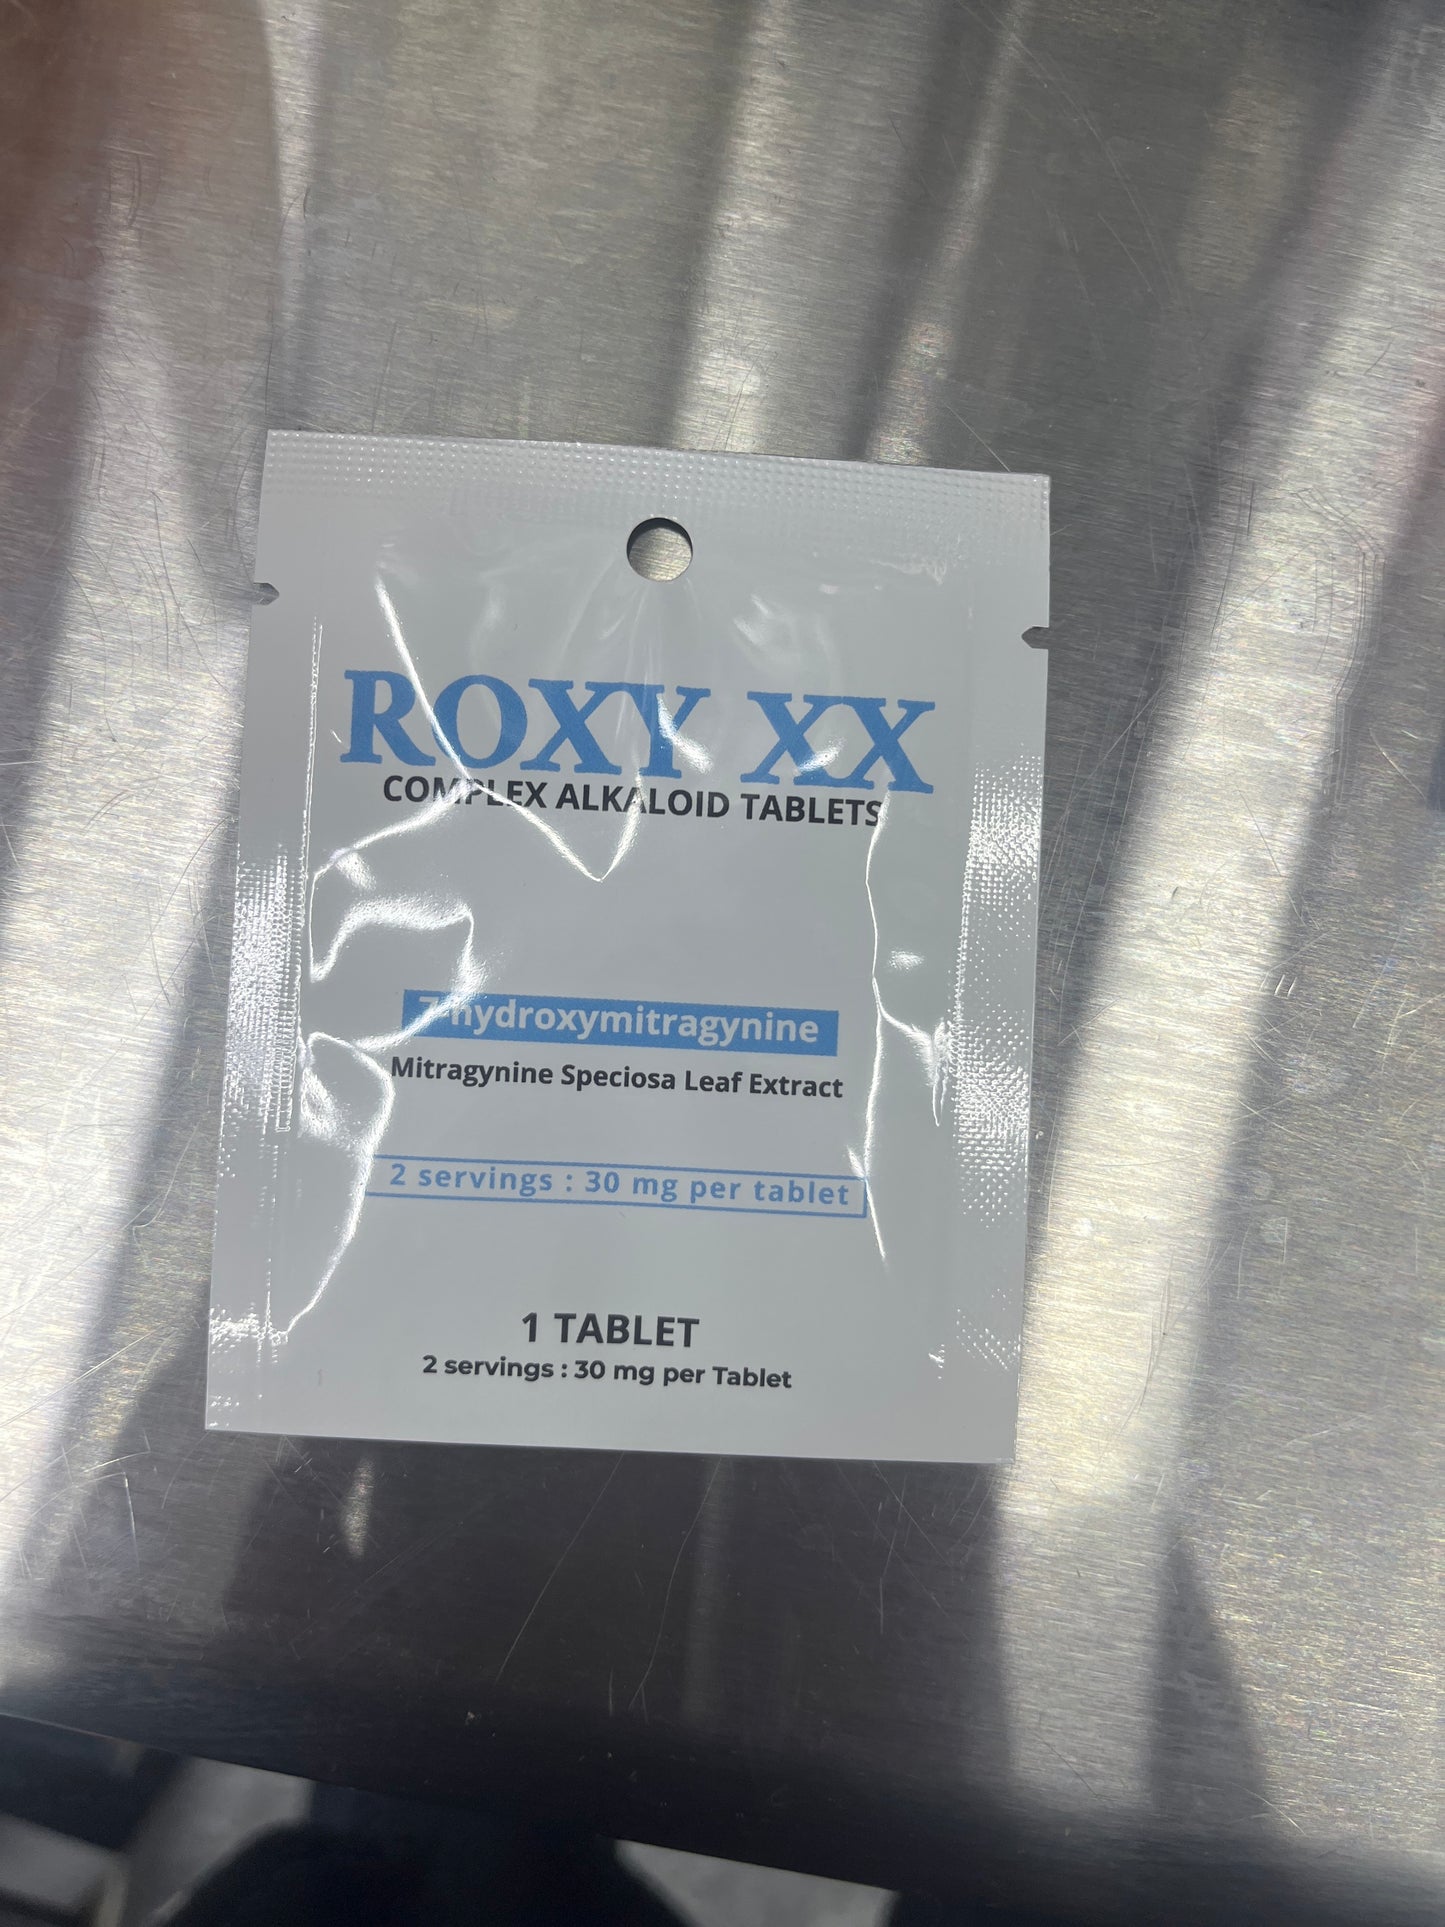 ROXY XX
COMPLEX ALKALOID TABLETS
7-hydroxymitragynine
Mitragynine Speciosa Leaf Extract
2 servings : 30 mg per tablet
1 TABLET
2 servings : 30 mg per Tablet